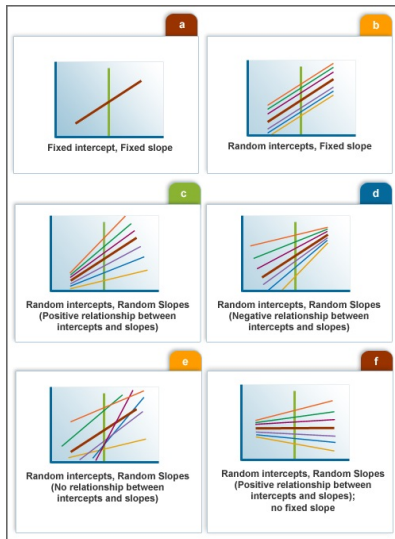 a
b
Fixed intercept, Fixed slope
Random intercepts, Fixed slope
c
d
Random intercepts, Random Slopes
(Positive relationship between
intercepts and slopes)
Random intercepts, Random Slopes
(Negative relationship between
intercepts and slopes)
e
f
Random intercepts, Random Slopes
(No relationship between
intercepts and slopes)
Random intercepts, Random Slopes
(Positive relationship between
intercepts and slopes);
no fixed slope